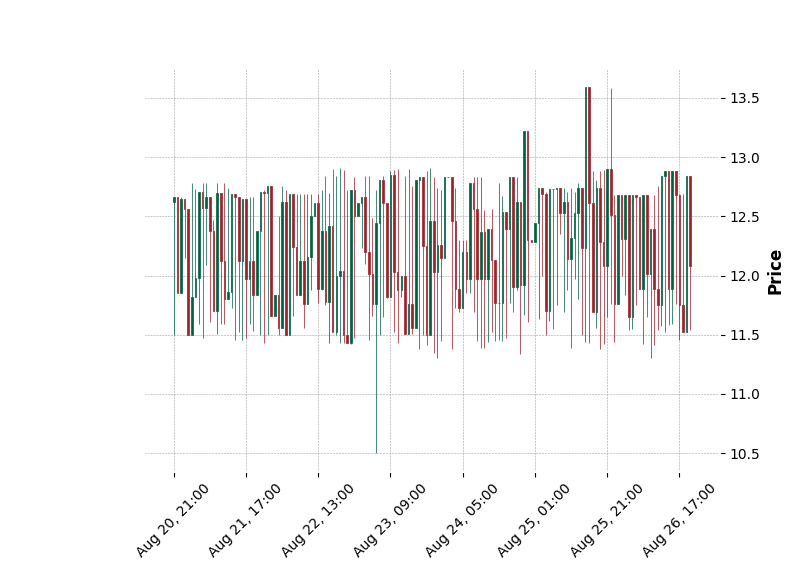 13.5
13.0
12.5
12.0
11.5
11.0
10.5
Price
Aug 20, 21:00
Aug 21, 17:00
Aug 22, 13:00
Aug 23, 09:00
Aug 24, 05:00
Aug 25, 01:00
Aug 25, 21:00
Aug 26, 17:00